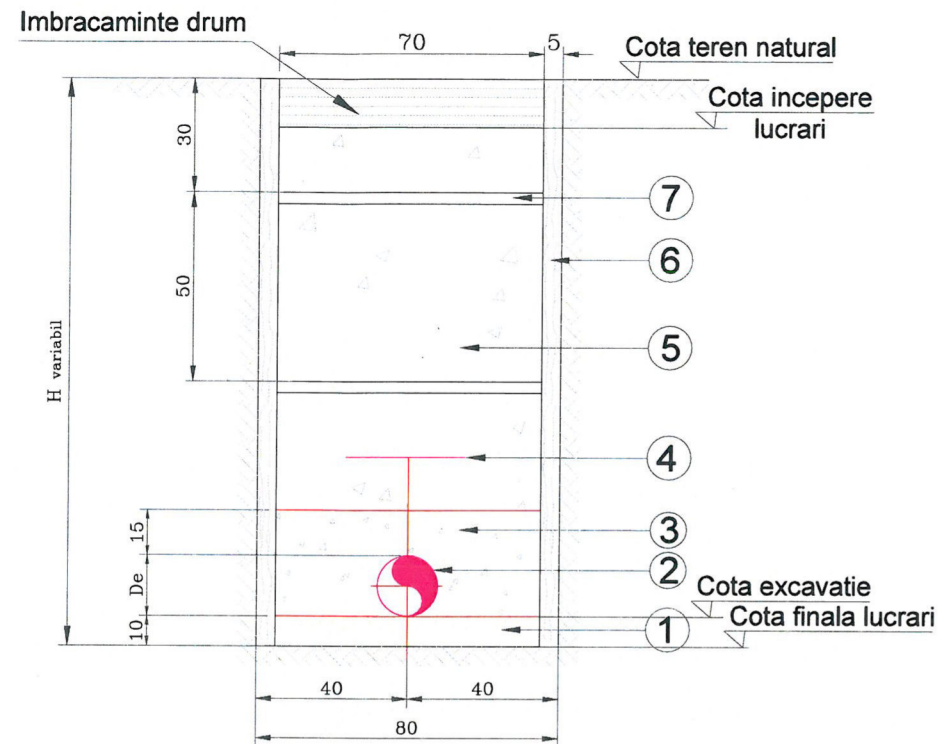 Imbracaminte drum
70
5
Cota teren natural
Cota incepere
lucrari
30
7
6
50
5
H variabil
4
15
3
De
2
Cota excavatie
10
1
Cota finala lucrari
40
40
80